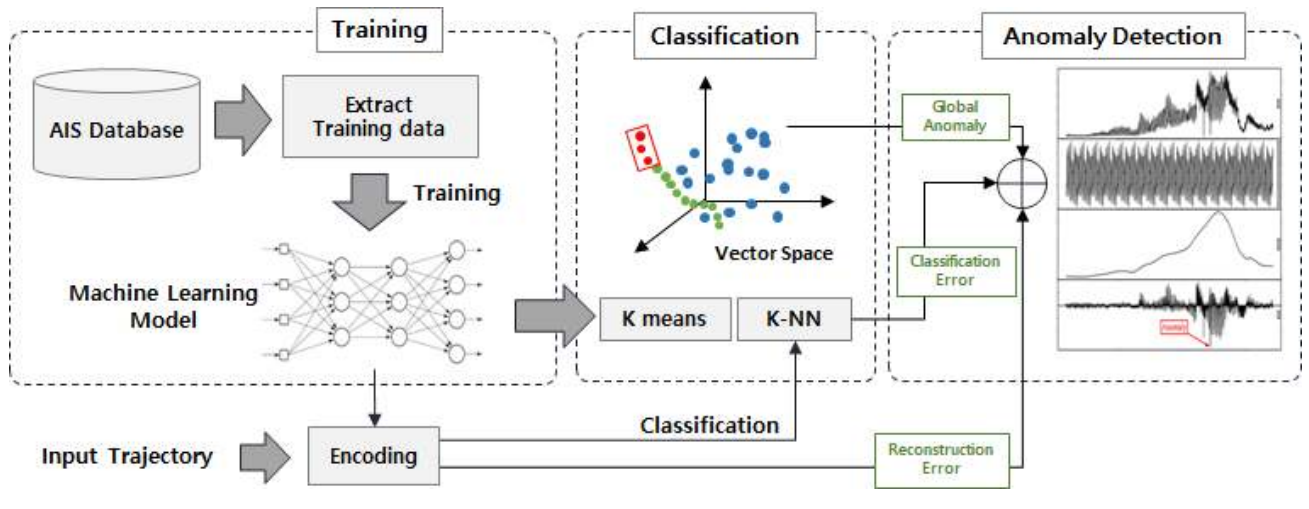 Training
AIS Database
Extract
Training data
Training
Machine Learning
Model
Input Trajectory
Encoding
Classification
Vector Space
K means
K-NN
Classification
Anomaly Detection
Global
Anomaly
Classification
Error
Reconstruction
Error